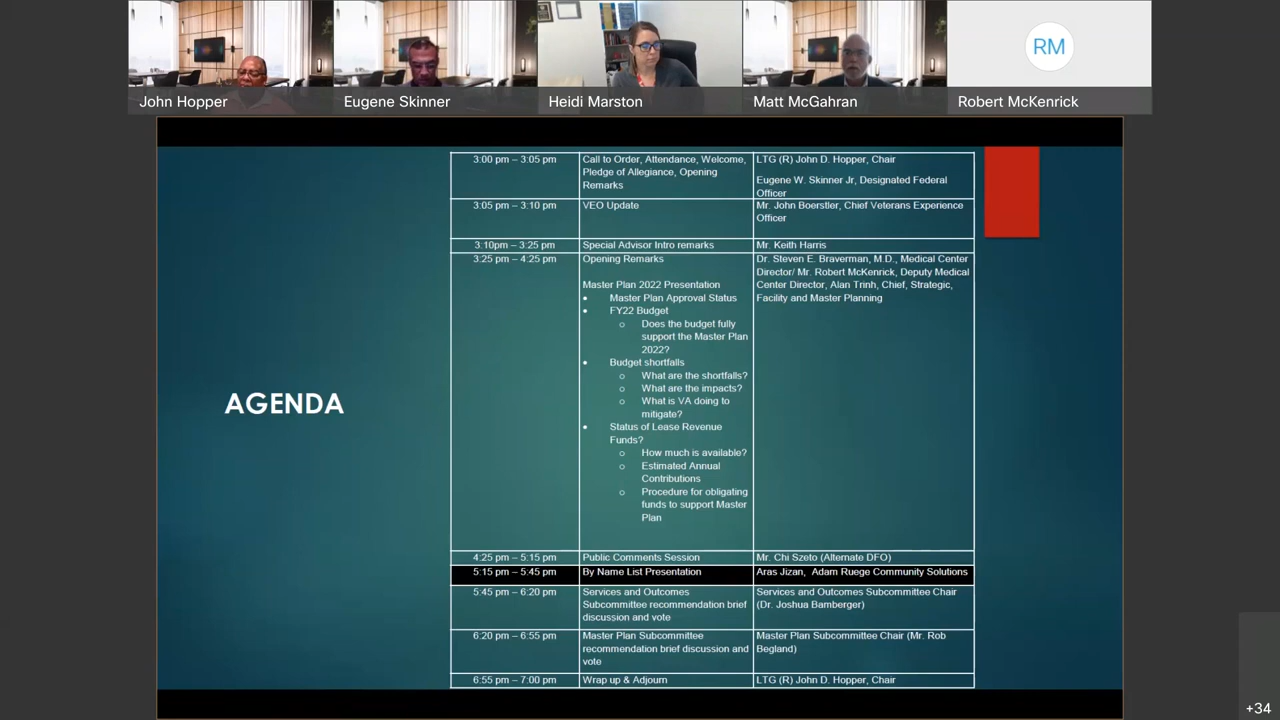 John Hopper
Eugene Skinner
Heidi Marston
Matt McGahran
RM
Robert McKenrick
AGENDA
3:00 pm – 3:05 pm
Call to Order, Attendance, Welcome,
Pledge of Allegiance, Opening
Remarks
LTG (R) John D. Hopper, Chair
Eugene W. Skinner Jr, Designated Federal
Officer
3:05 pm – 3:10 pm
VEO Update
Mr. John Boerstler, Chief Veterans Experience
Officer
3:10pm – 3:25 pm
Special Advisor Intro remarks
Mr. Keith Harris
3:25 pm – 4:25 pm
Opening Remarks
Master Plan 2022 Presentation
• Master Plan Approval Status
• FY22 Budget
o Does the budget fully
support the Master Plan
2022?
• Budget shortfalls
o What are the shortfalls?
o What are the impacts?
o What is VA doing to
mitigate?
• Status of Lease Revenue
Funds?
o How much is available?
o Estimated Annual
Contributions
o Procedure for obligating
funds to support Master
Plan
Dr. Steven E. Braverman, M.D., Medical Center
Director/ Mr. Robert McKenrick, Deputy Medical
Center Director, Alan Trinh, Chief, Strategic,
Facility and Master Planning
4:25 pm – 5:15 pm
Public Comments Session
Mr. Chi Szeto (Alternate DFO)
5:15 pm – 5:45 pm
By Name List Presentation
Aras Jizan, Adam Ruege Community Solutions
5:45 pm – 6:20 pm
Services and Outcomes
Subcommittee recommendation brief
discussion and vote
Services and Outcomes Subcommittee Chair
(Dr. Joshua Bamberger)
6:20 pm – 6:55 pm
Master Plan Subcommittee
recommendation brief discussion and
vote
Master Plan Subcommittee Chair (Mr. Rob
Begland)
6:55 pm – 7:00 pm
Wrap up & Adjourn
LTG (R) John D. Hopper, Chair
+34